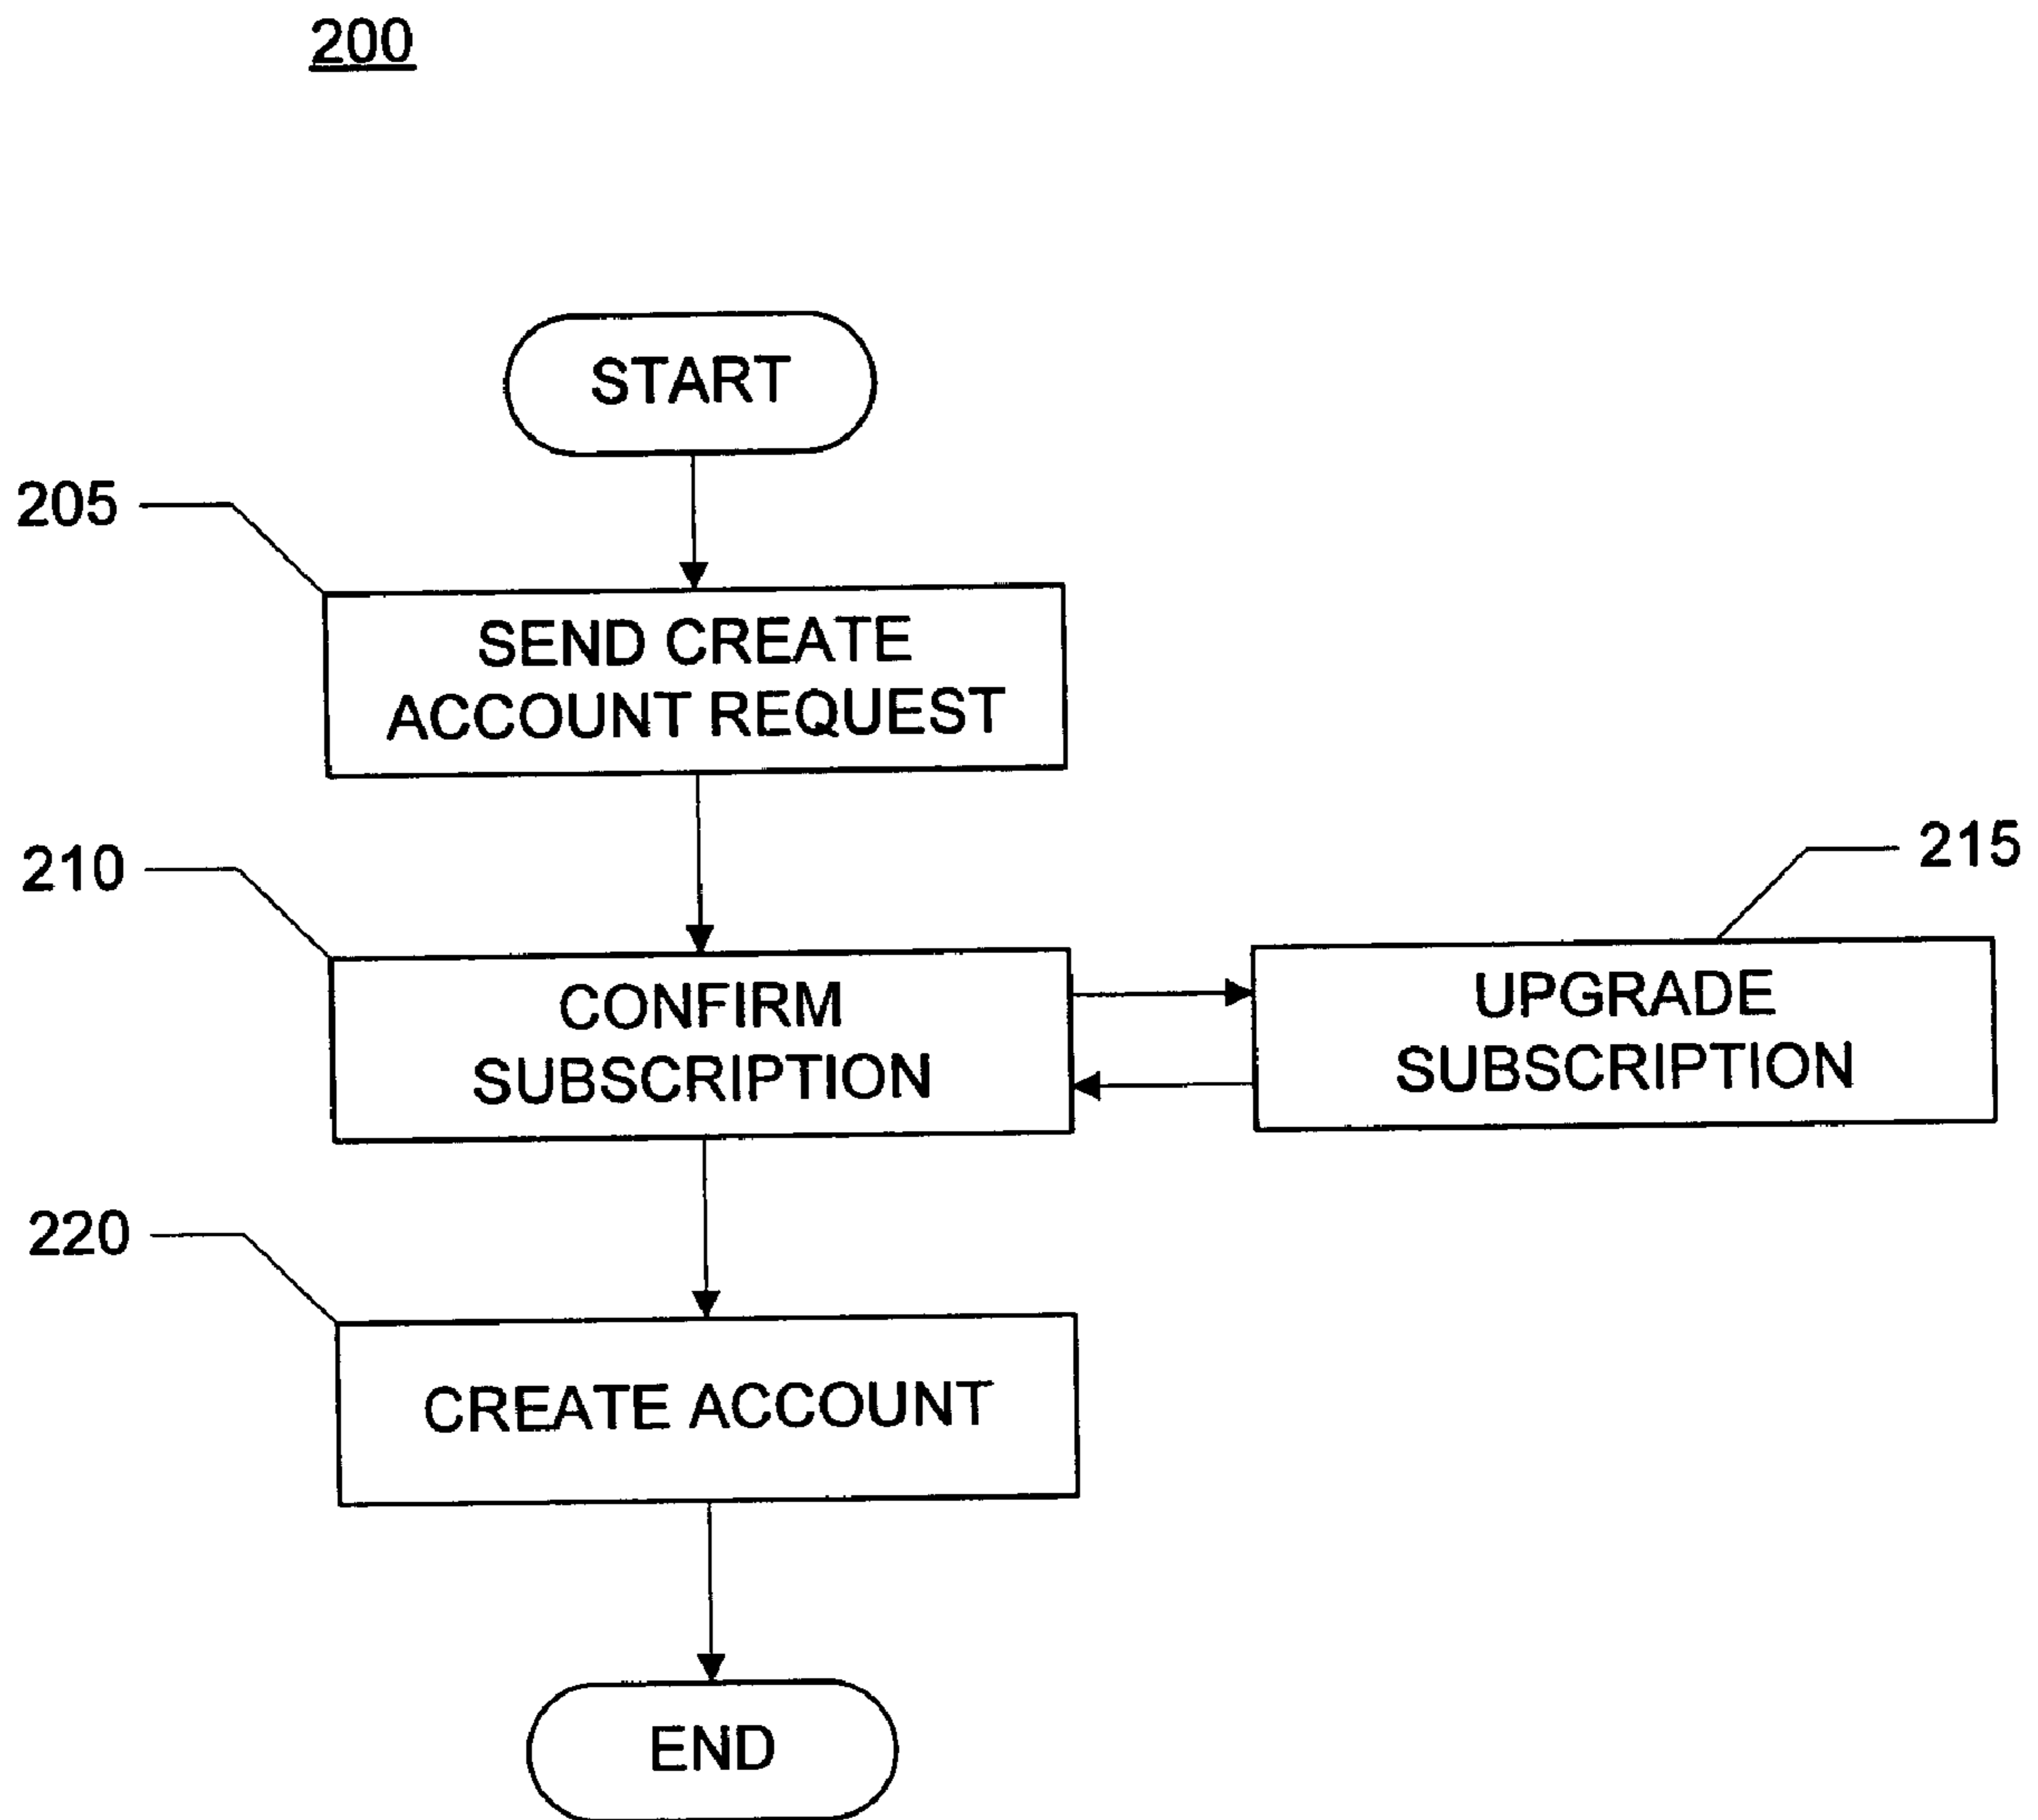 200
START
205
SEND CREATE
ACCOUNT REQUEST
210
CONFIRM
SUBSCRIPTION
215
UPGRADE
SUBSCRIPTION
220
CREATE ACCOUNT
END